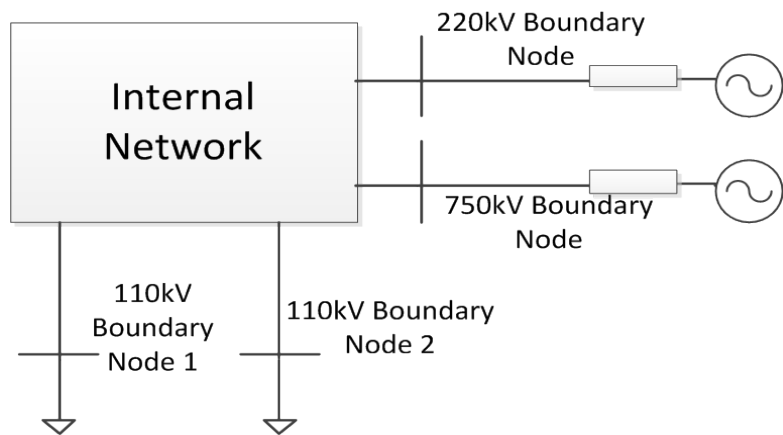 Internal
Network
220kV Boundary
Node
750kV Boundary
Node
110kV
Boundary
Node 1
110kV Boundary
Node 2